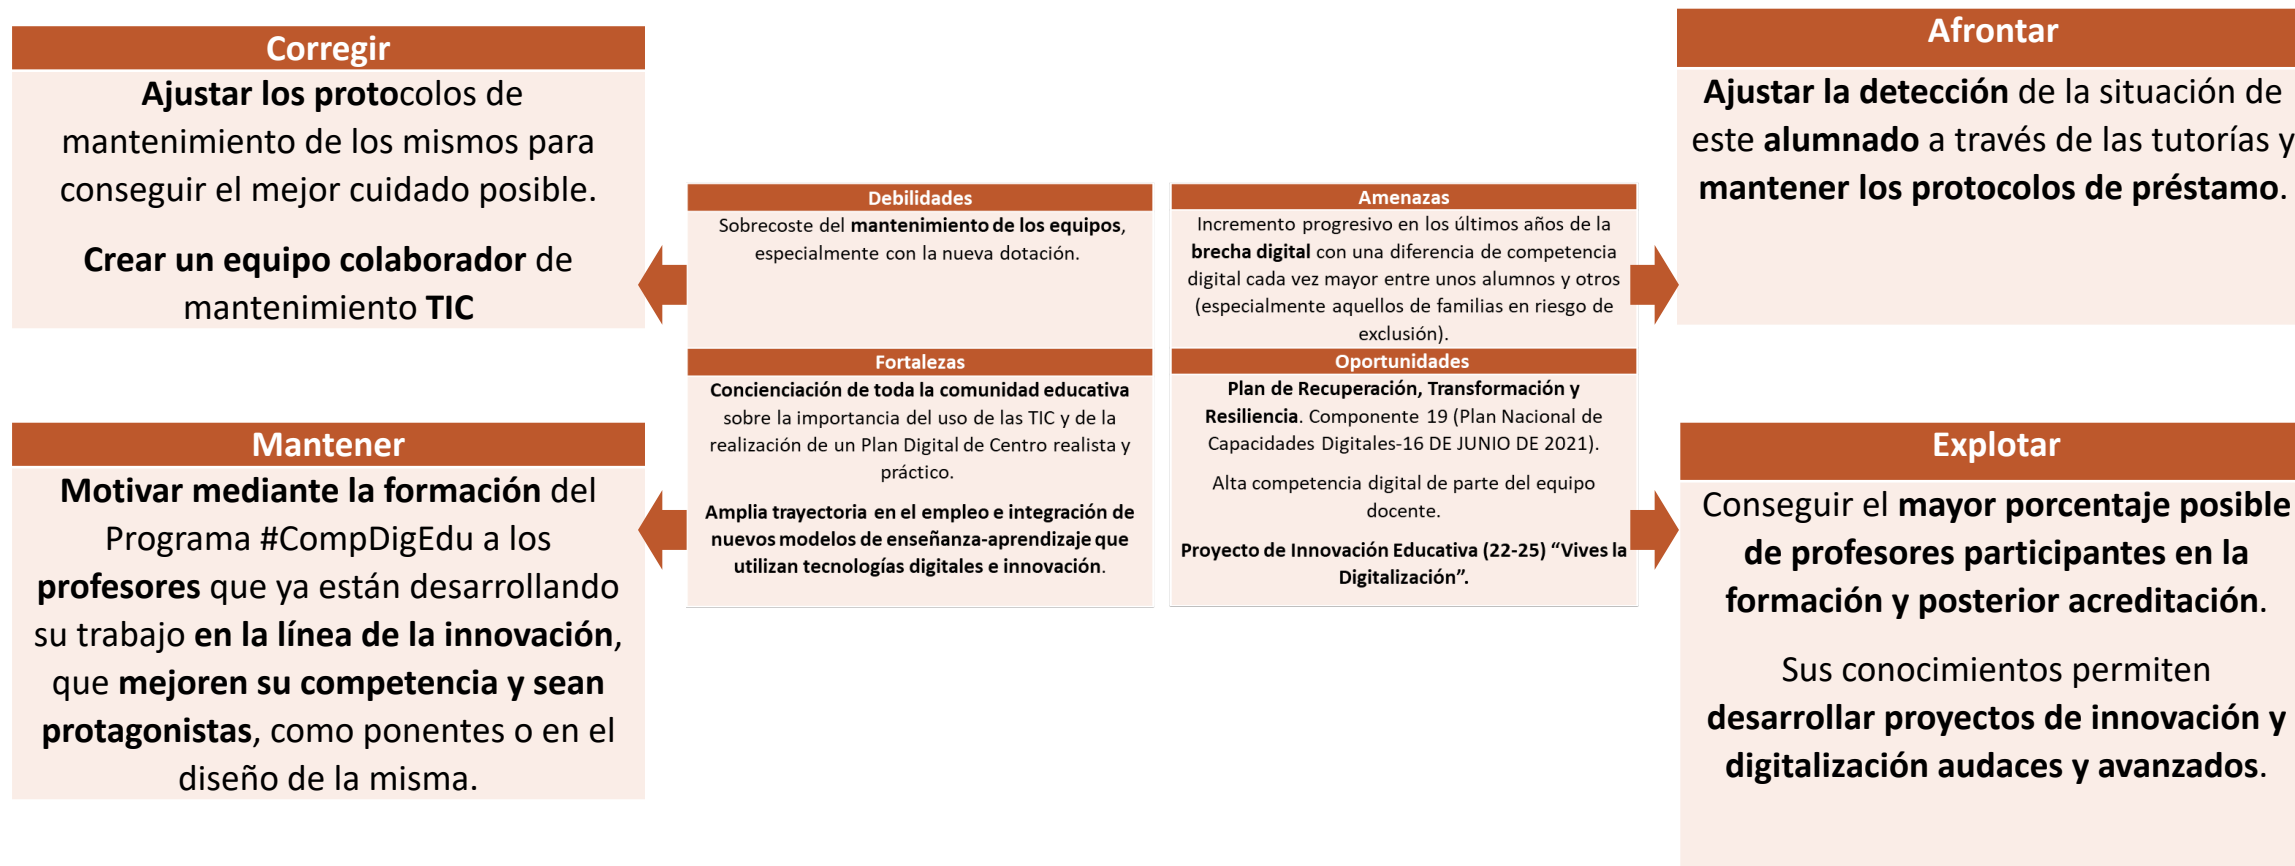 Corregir
Ajustar los protocolos de
mantenimiento de los mismos para
conseguir el mejor cuidado posible.
Crear un equipo colaborador de
mantenimiento TIC
Mantener
Motivar mediante la formación del
Programa #CompDigEdu a los
profesores que ya están desarrollando
su trabajo en la línea de la innovación,
que mejoren su competencia y sean
protagonistas, como ponentes o en el
diseño de la misma.
Debilidades
Sobrecoste del mantenimiento de los equipos,
especialmente con la nueva dotación.
Amenazas
Incremento progresivo en los últimos años de la
brecha digital con una diferencia de competencia
digital cada vez mayor entre unos alumnos y otros
(especialmente aquellos de familias en riesgo de
exclusión).
Fortalezas
Concienciación de toda la comunidad educativa
sobre la importancia del uso de las TIC y de la
realización de un Plan Digital de Centro realista y
práctico.
Amplia trayectoria en el empleo e integración de
nuevos modelos de enseñanza-aprendizaje que
utilizan tecnologías digitales e innovación.
Oportunidades
Plan de Recuperación, Transformación y
Resiliencia. Componente 19 (Plan Nacional de
Capacidades Digitales-16 DE JUNIO DE 2021).
Alta competencia digital de parte del equipo
docente.
Proyecto de Innovación Educativa (22-25) “Vives la
Digitalización”.
Afrontar
Ajustar la detección de la situación de
este alumnado a través de las tutorías y
mantener los protocolos de préstamo.
Explotar
Conseguir el mayor porcentaje posible
de profesores participantes en la
formación y posterior acreditación.
Sus conocimientos permiten
desarrollar proyectos de innovación y
digitalización audaces y avanzados.